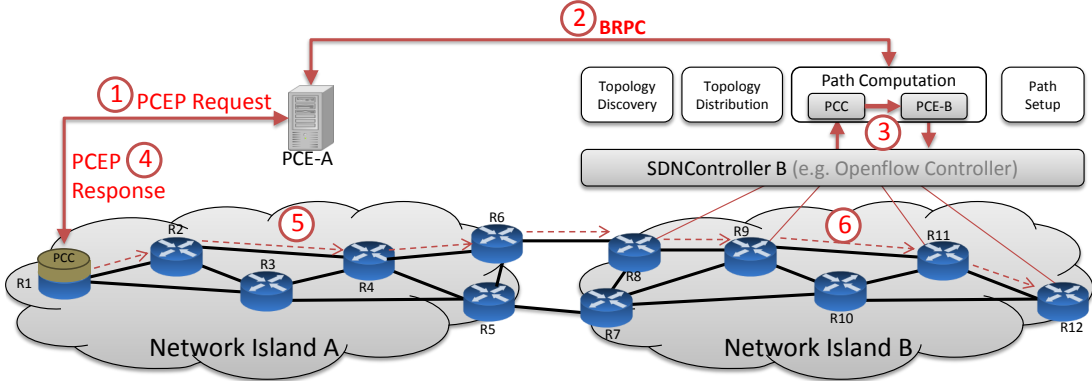 2 BRPC
1 PCEP Request
PCE-A
PCEP 4
Response
Topology
Discovery
Topology
Distribution
Path Computation
PCC
PCE-B
3
Path
Setup
SDNController B (e.g. Openflow Controller)
PCC
R1
R2
R3
R4
R5
R6
5
Network Island A
R7
R8
R9
R10
R11
R12
6
Network Island B